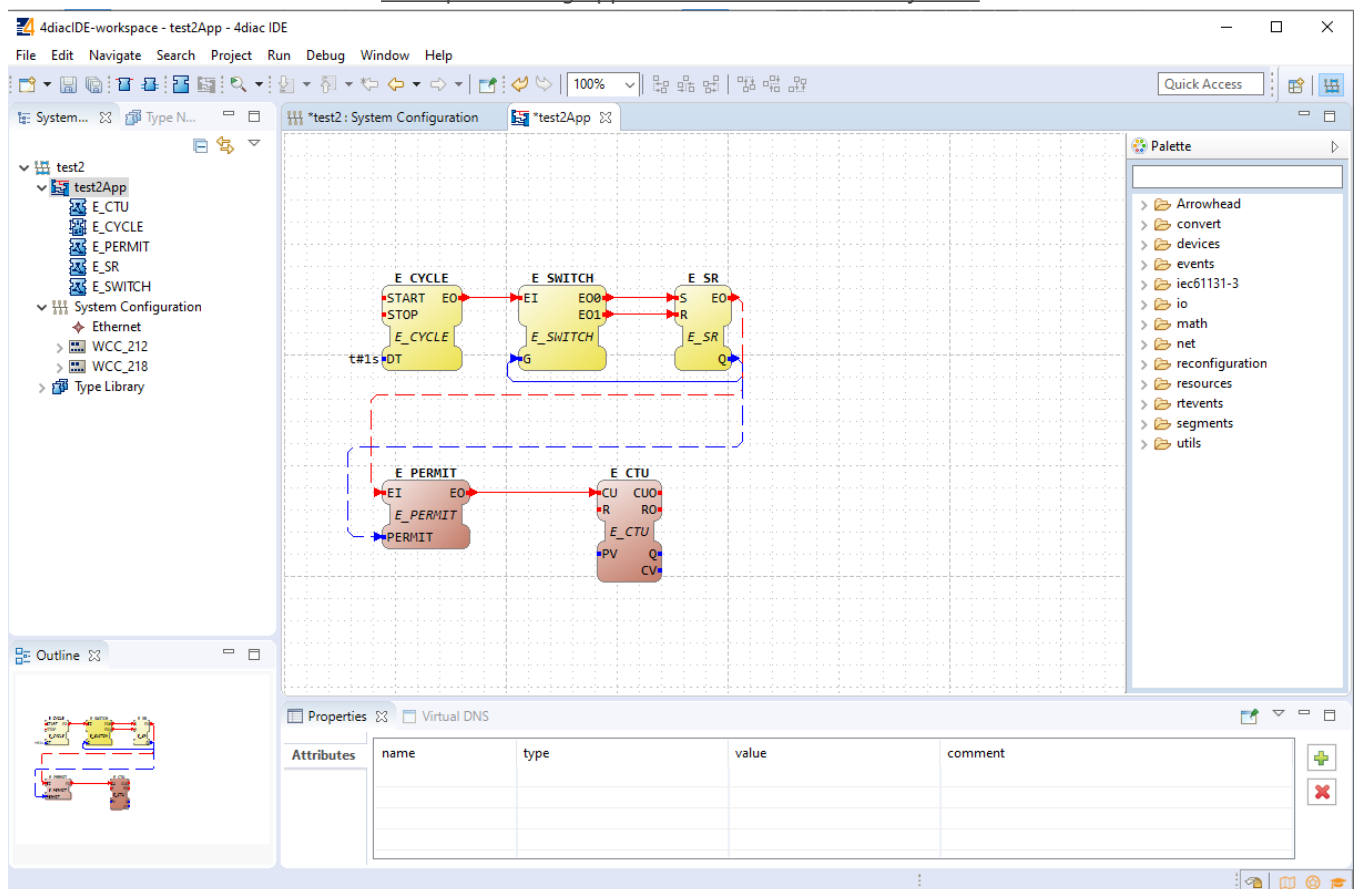 4diacIDE-workspace - test2App - 4diac IDE
File Edit Navigate Search Project Run Debug Window Help
100%
Quick Access
System...
Type N...
*test2 : System Configuration
*test2App
test2
test2App
E_CTU
E_CYCLE
E_PERMIT
E_SR
E_SWITCH
System Configuration
Ethernet
WCC_212
WCC_218
Type Library
E_CYCLE
START EO
STOP
E_CYCLE
t#1s DT
E_SWITCH
EI EO0
EO1
E_SWITCH
G
E_SR
S EO
R
E_SR
Q
E_PERMIT
EI EO
E_PERMIT
PERMIT
E_CTU
CU CUO
R RO
E_CTU
PV Q
CV
Palette
Arrowhead
convert
devices
events
iec61131-3
io
math
net
reconfiguration
resources
rtevents
segments
utils
Outline
Properties
Virtual DNS
Attributes
name type value comment